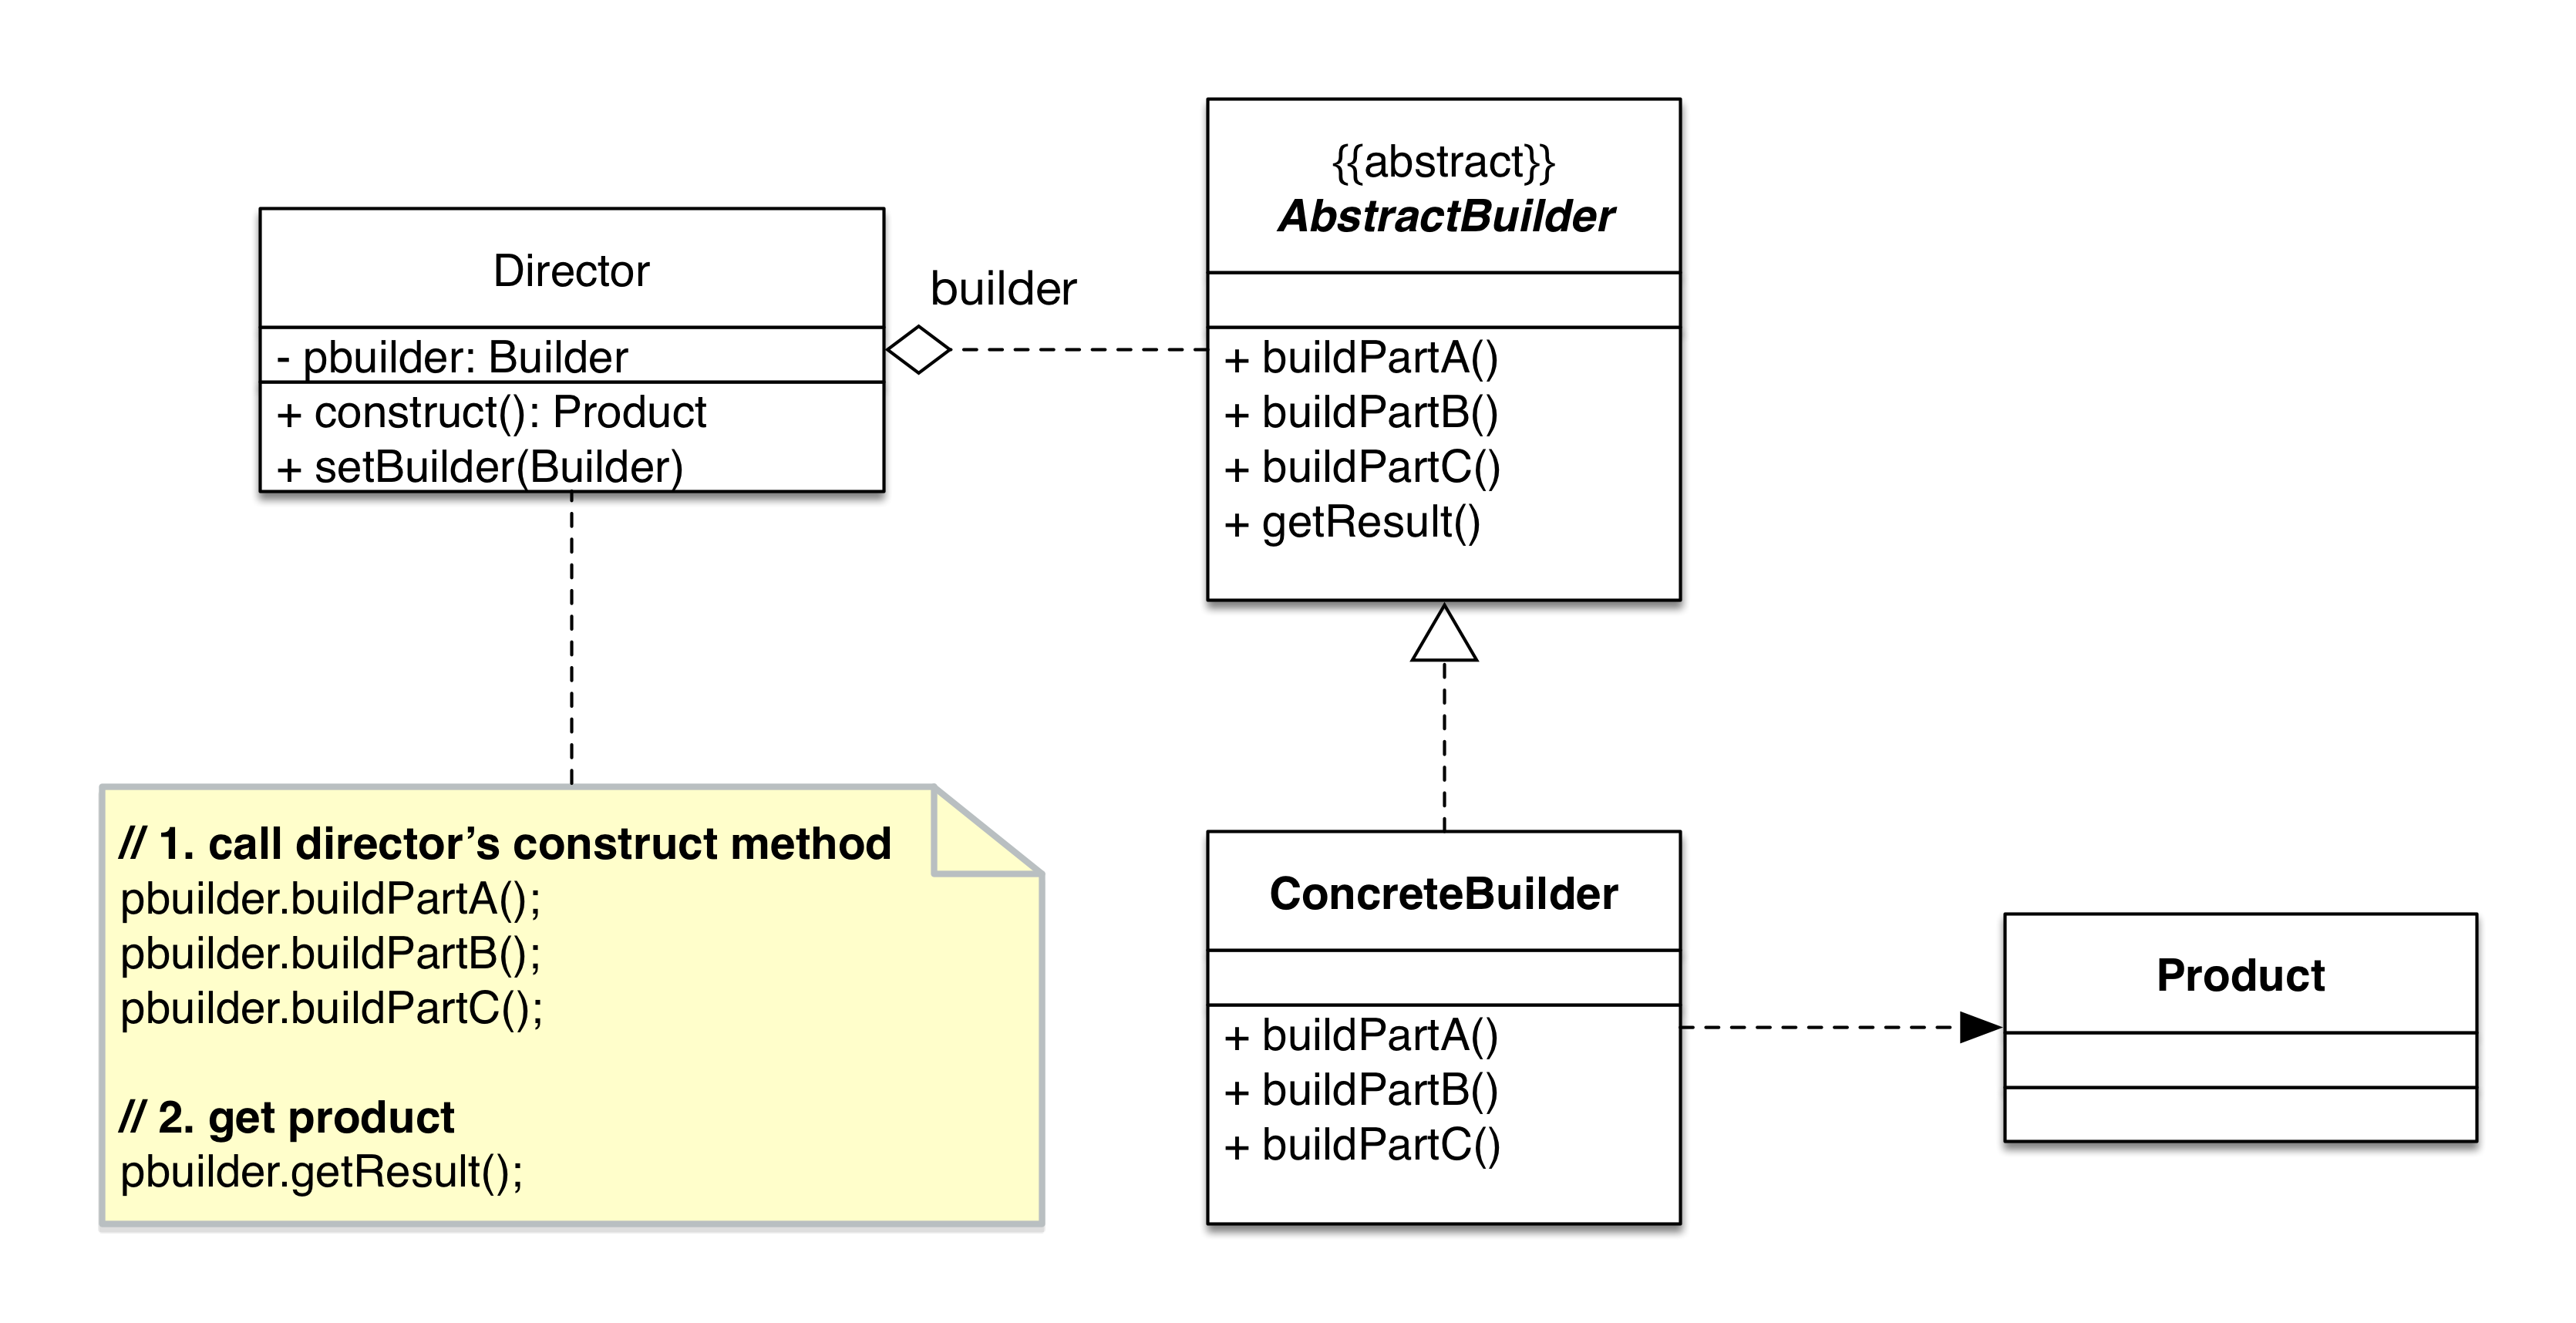 Director
- pbuilder: Builder
+ construct(): Product
+ setBuilder(Builder)
builder
{{abstract}}
AbstractBuilder
+ buildPartA()
+ buildPartB()
+ buildPartC()
+ getResult()
// 1. call director’s construct method
pbuilder.buildPartA();
pbuilder.buildPartB();
pbuilder.buildPartC();
// 2. get product
pbuilder.getResult();
ConcreteBuilder
+ buildPartA()
+ buildPartB()
+ buildPartC()
Product